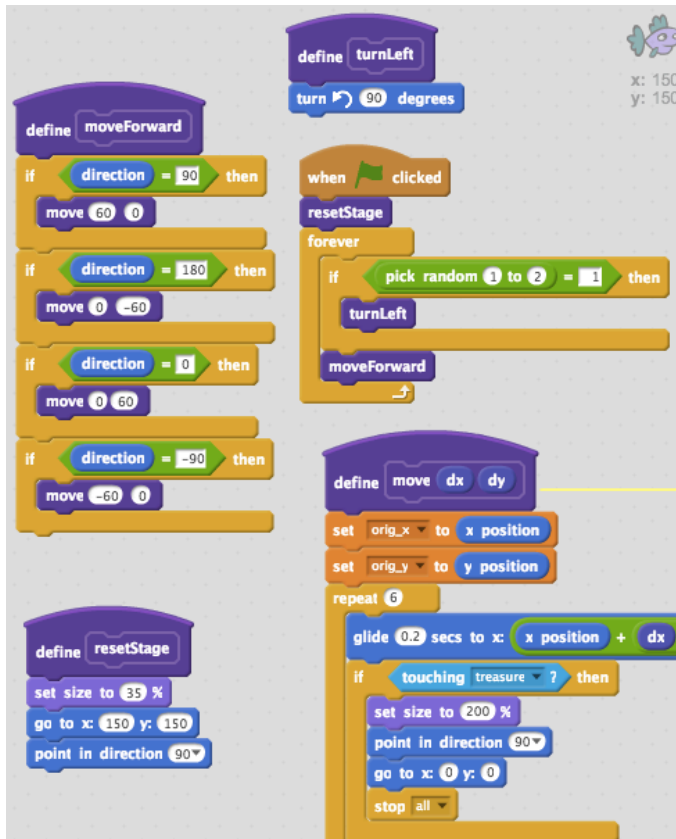 define turnLeft
turn 90 degrees
x: 150
y: 150
define moveForward
if direction = 90 then
move 60 0
if direction = 180 then
move 0 -60
if direction = 0 then
move 0 60
if direction = -90 then
move -60 0
when clicked
resetStage
forever
if pick random 1 to 2 = 1 then
turnLeft
moveForward
define resetStage
set size to 35 %
go to x: 150 y: 150
point in direction 90
define move dx dy
set orig_x to x position
set orig_y to y position
repeat 6
glide 0.2 secs to x: x position + dx
if touching treasure ? then
set size to 200 %
point in direction 90
go to x: 0 y: 0
stop all